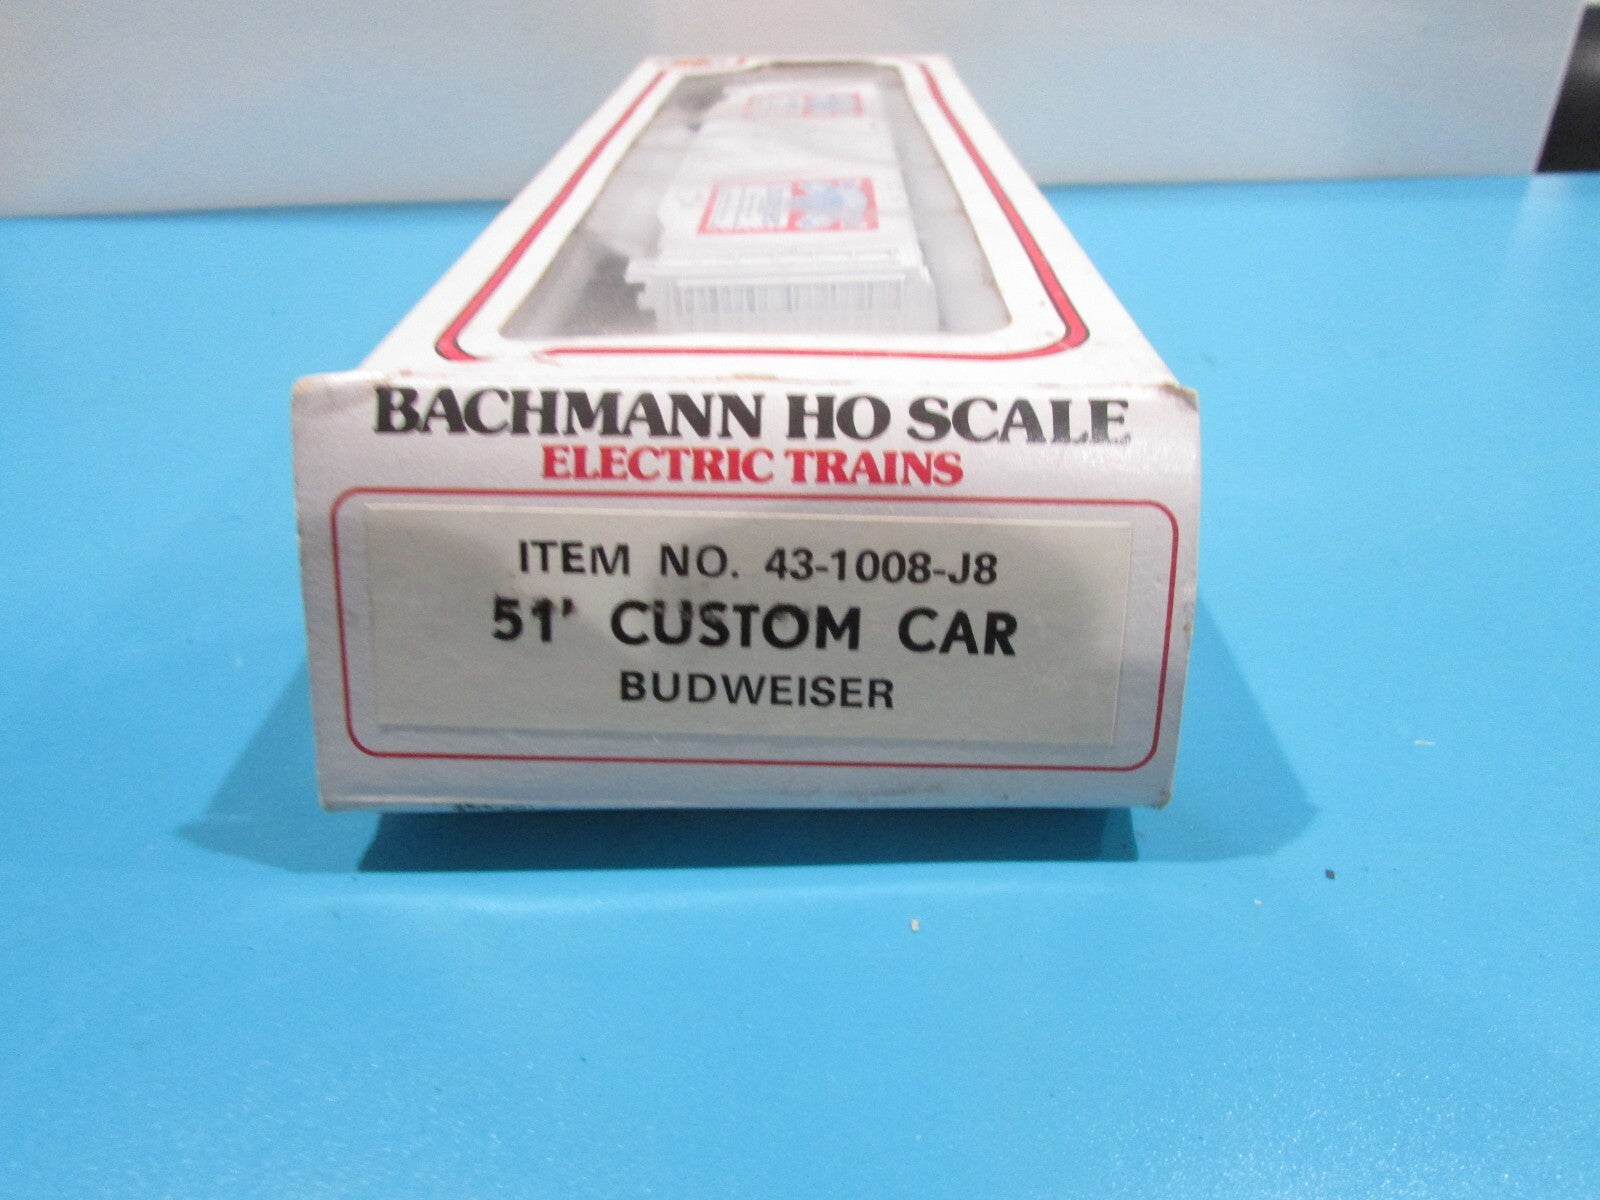 BACHMANN HO SCALE
ELECTRIC TRAINS
ITEM NO. 43-1008-J8
51' CUSTOM CAR
BUDWEISER